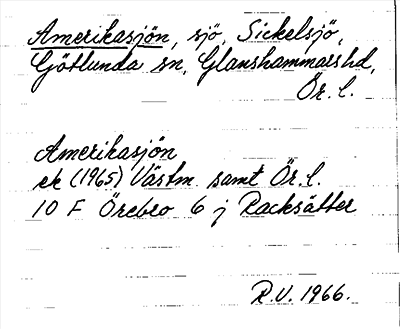 Amerikasjön, sjö, Sickelsjö,
Götlunda sn, Glanshammars hd,
Ör. l.
Amerikasjön
ek (1965) Västm. samt Ör. l.
10 F Örebro 6 j Racksätter
R.V. 1966.